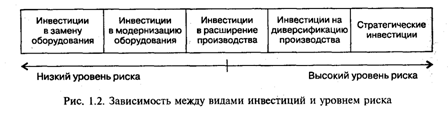 Инвестиции
в замену
оборудования
Инвестиции
в модернизацию
оборудования
Инвестиции
в расширение
производства
Инвестиции на
диверсификацию
производства
Стратегические
инвестиции
Низкий уровень риска
Высокий уровень риска
Рис. 1.2. Зависимость между видами инвестиций и уровнем риска